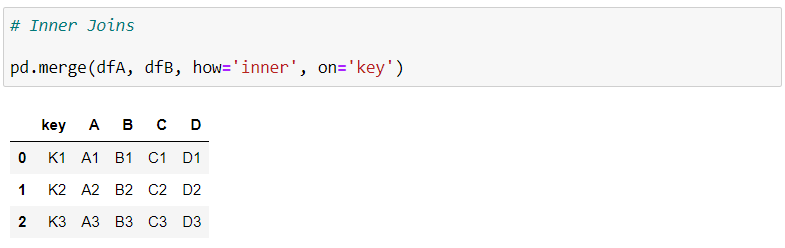 # Inner Joins
pd.merge(dfA, dfB, how='inner', on='key')
key A B C D
0 K1 A1 B1 C1 D1
1 K2 A2 B2 C2 D2
2 K3 A3 B3 C3 D3